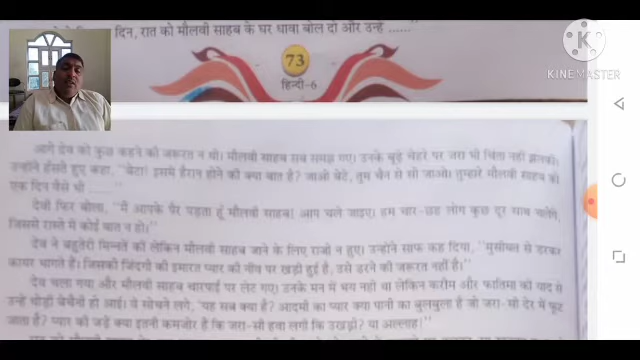 दिन, रात को मौलवी साहब के घर धावा बोल दो और उन्हें ......"
73
हिन्दी-6
KINEMASTER
आगे देव को कुछ कहने की जरूरत न थी। मौलवी साहब सब समझ गए। उनके बूढ़े चेहरे पर जरा भी चिंता नहीं झलकी।
उन्होंने हँसते हुए कहा, "बेटा! इसमें हैरान होने की क्या बात है? जाओ बेटे, तुम चैन से सो जाओ। तुम्हारे मौलवी साहब को
एक दिन वैसे भी ......"
देवी फिर बोला, "मैं आपके पैर पड़ता हूँ मौलवी साहब! आप चले जाइए। हम चार-छह लोग कुछ दूर साथ चलेंगे,
जिससे रास्ते में कोई बात न हो।"
देव ने बहुतेरी मिन्नतें कीं लेकिन मौलवी साहब जाने के लिए राजी न हुए। उन्होंने साफ कह दिया, "मुसीबत से डरकर
कायर भागते हैं। जिसकी जिंदगी की इमारत प्यार की नींव पर खड़ी हुई है, उसे डरने की जरूरत नहीं है।"
देव चला गया और मौलवी साहब चारपाई पर लेट गए। उनके मन में भय नहीं था लेकिन करीम और फातिमा की याद से
उन्हें थोड़ी बेचैनी हो आई। वे सोचने लगे, "यह सब क्या है? आदमी का प्यार क्या पानी का बुलबुला है जो जरा-सी देर में फूट
जाता है? प्यार की जड़ें क्या इतनी कमजोर हैं कि जरा-सी हवा लगी कि उखड़ी? या अल्लाह!"